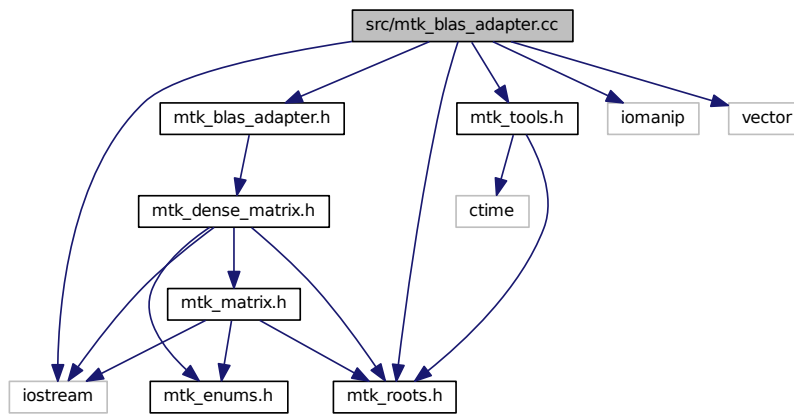 src/mtk_blas_adapter.cc
mtk_blas_adapter.h
mtk_tools.h
iomanip
vector
mtk_dense_matrix.h
ctime
mtk_matrix.h
iostream
mtk_enums.h
mtk_roots.h